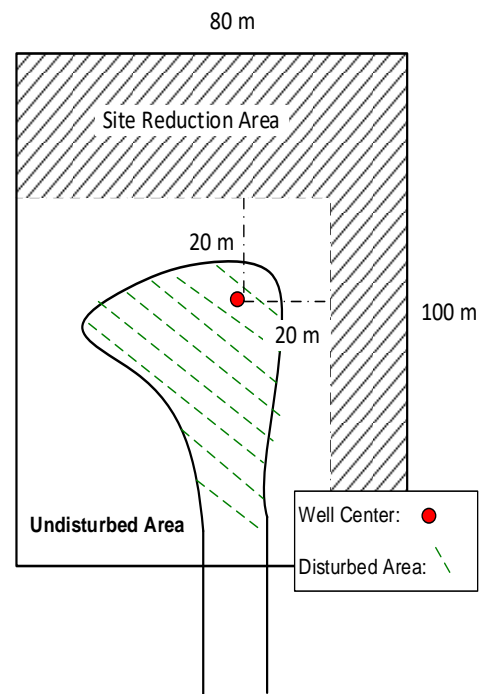 80 m
Site Reduction Area
20 m
100 m
20 m
Undisturbed Area
Well Center:
Disturbed Area: